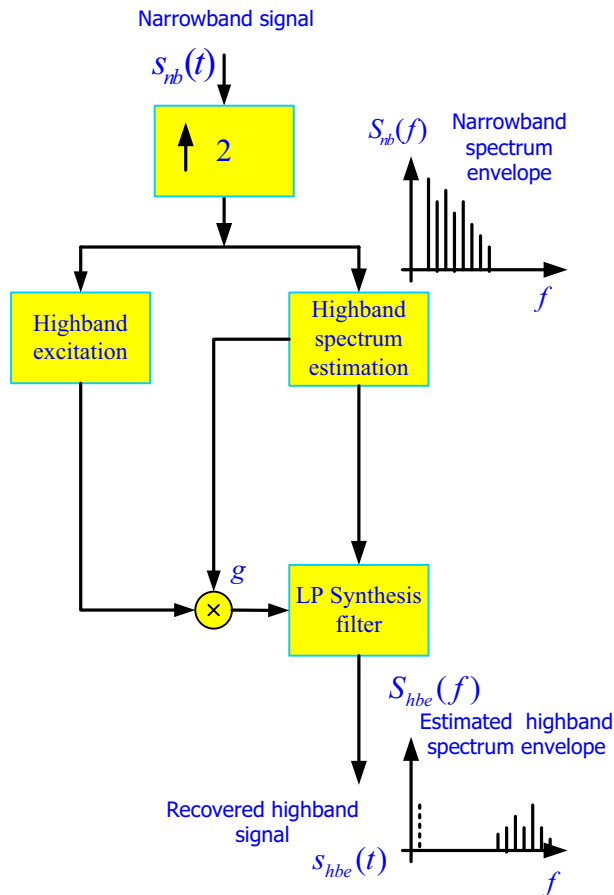 Narrowband signal
s_nb(t)
2
S_nb(f)
Narrowband
spectrum
envelope
f
Highband
excitation
Highband
spectrum
estimation
g
×
LP Synthesis
filter
S_hbe(f)
Estimated highband
spectrum envelope
Recovered highband
signal
s_hbe(t)
f